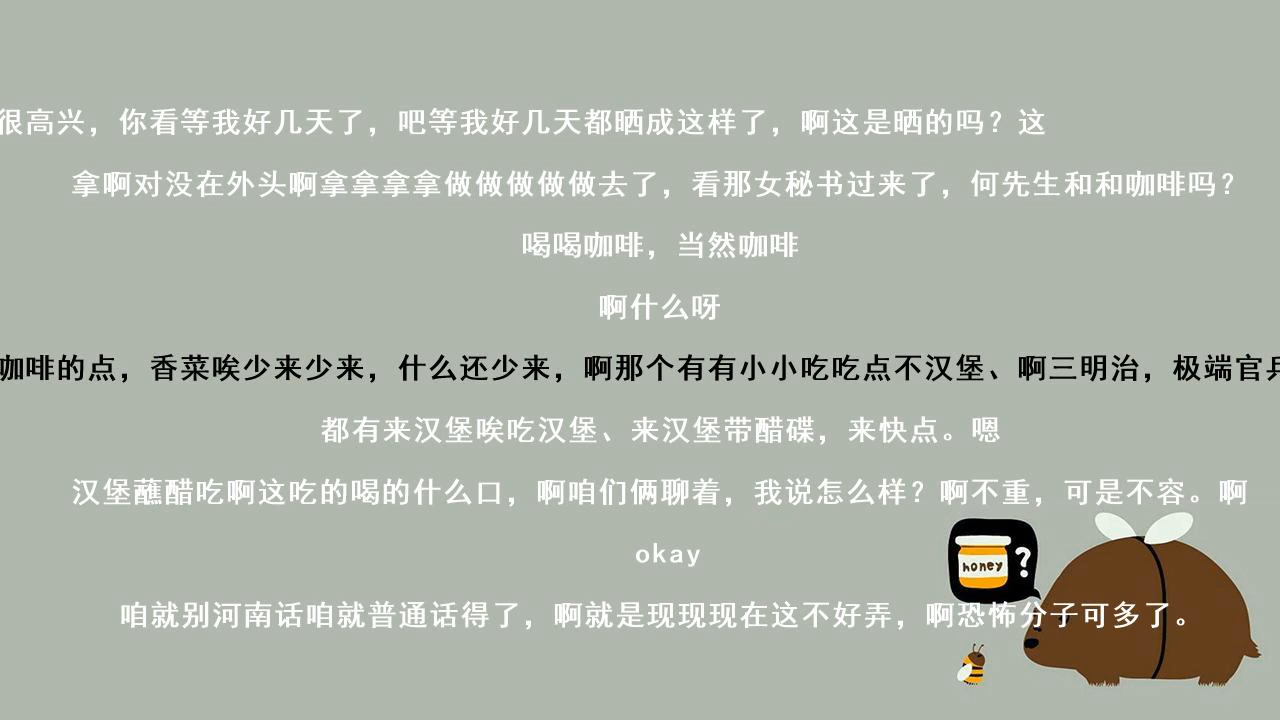 很高兴，你看等我好几天了，吧等我好几天都晒成这样了，啊这是晒的吗？这
拿啊对没在外头啊拿拿拿拿做做做做做去了，看那女秘书过来了，何先生和和咖啡吗？
喝喝咖啡，当然咖啡
啊什么呀
咖啡的点，香菜唉少来少来，什么还少来，啊那个有有小小吃吃点不汉堡、啊三明治，极端官兵
都有来汉堡唉吃汉堡、来汉堡带醋碟，来快点。嗯
汉堡蘸醋吃啊这吃的喝的什么口，啊咱们俩聊着，我说怎么样？啊不重，可是不容。啊
honey ?
okay
咱就别河南话咱就普通话得了，啊就是现现现在这不好弄，啊恐怖分子可多了。